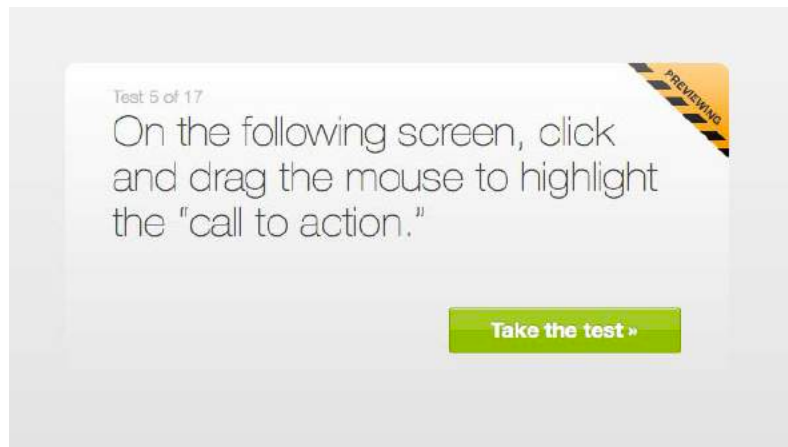 Test 5 of 17
PREVIEWING
On the following screen, click
and drag the mouse to highlight
the "call to action."
Take the test »